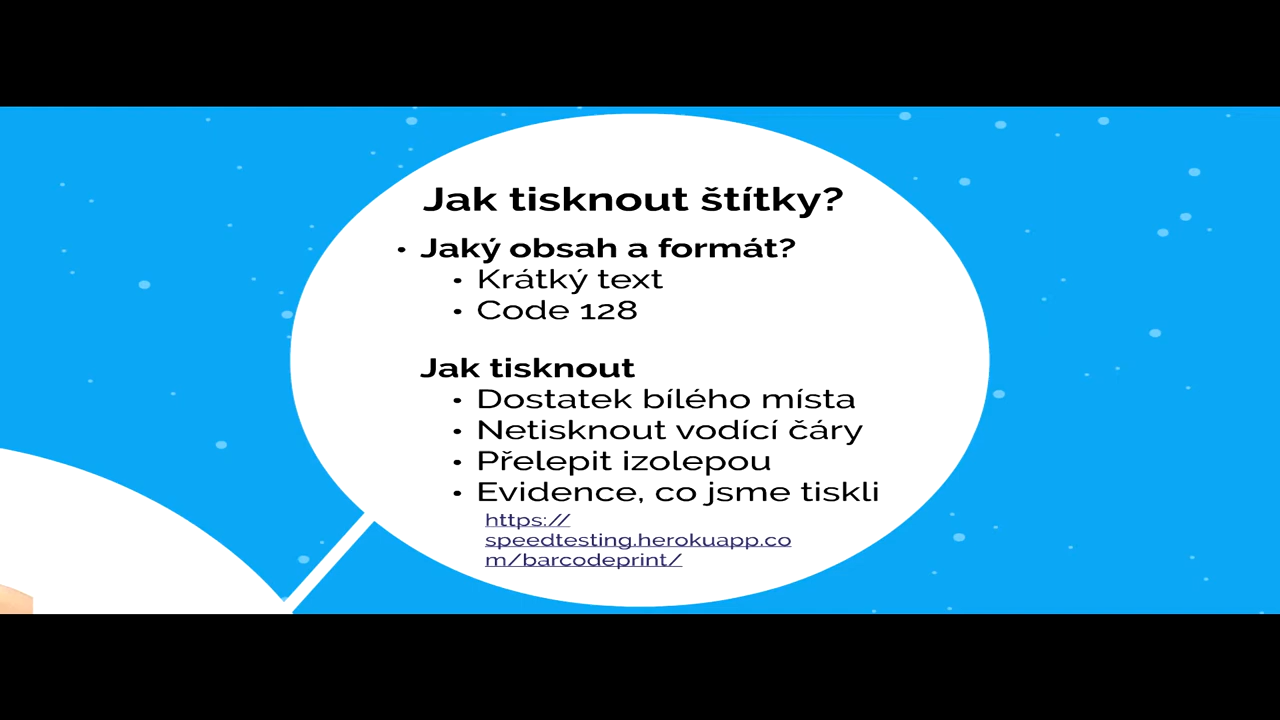 Jak tisknout štítky?
• Jaký obsah a formát?
• Krátký text
• Code 128
Jak tisknout
• Dostatek bílého místa
• Netisknout vodící čáry
• Přelepit izolepou
• Evidence, co jsme tiskli
https://
speedtesting.herokuapp.co
m/barcodeprint/